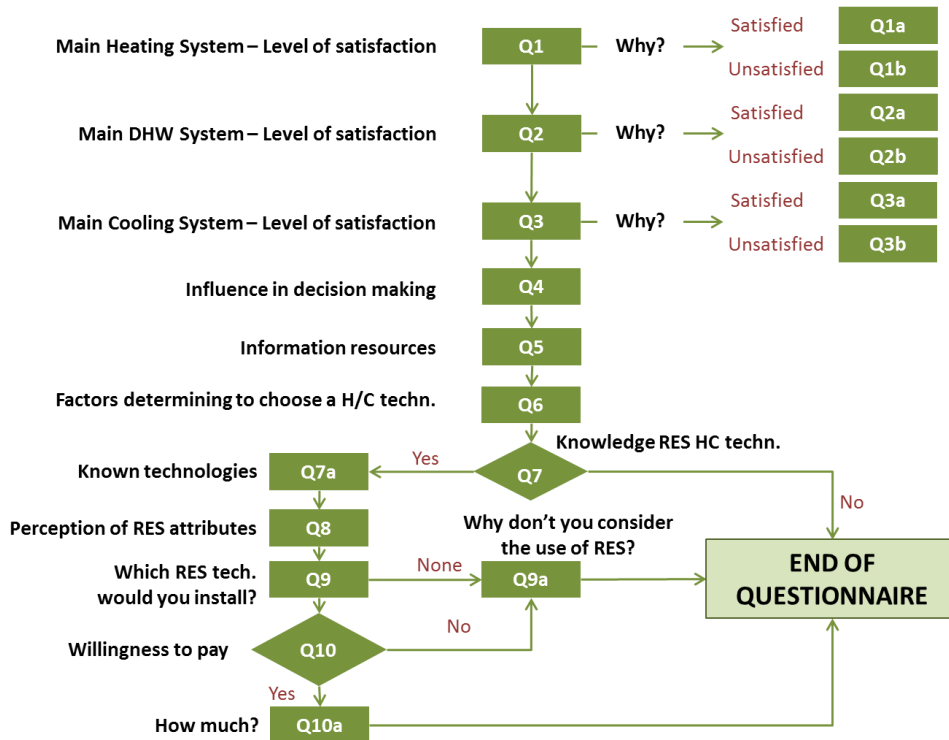 Main Heating System – Level of satisfaction
Q1
Why?
Satisfied
Q1a
Unsatisfied
Q1b
Main DHW System – Level of satisfaction
Q2
Why?
Satisfied
Q2a
Unsatisfied
Q2b
Main Cooling System – Level of satisfaction
Q3
Why?
Satisfied
Q3a
Unsatisfied
Q3b
Influence in decision making
Q4
Information resources
Q5
Factors determining to choose a H/C techn.
Q6
Knowledge RES HC techn.
Q7
Yes
No
Known technologies
Q7a
Perception of RES attributes
Q8
Why don’t you consider
the use of RES?
Which RES tech.
would you install?
Q9
None
Q9a
END OF
QUESTIONNAIRE
Willingness to pay
Q10
No
Yes
How much?
Q10a